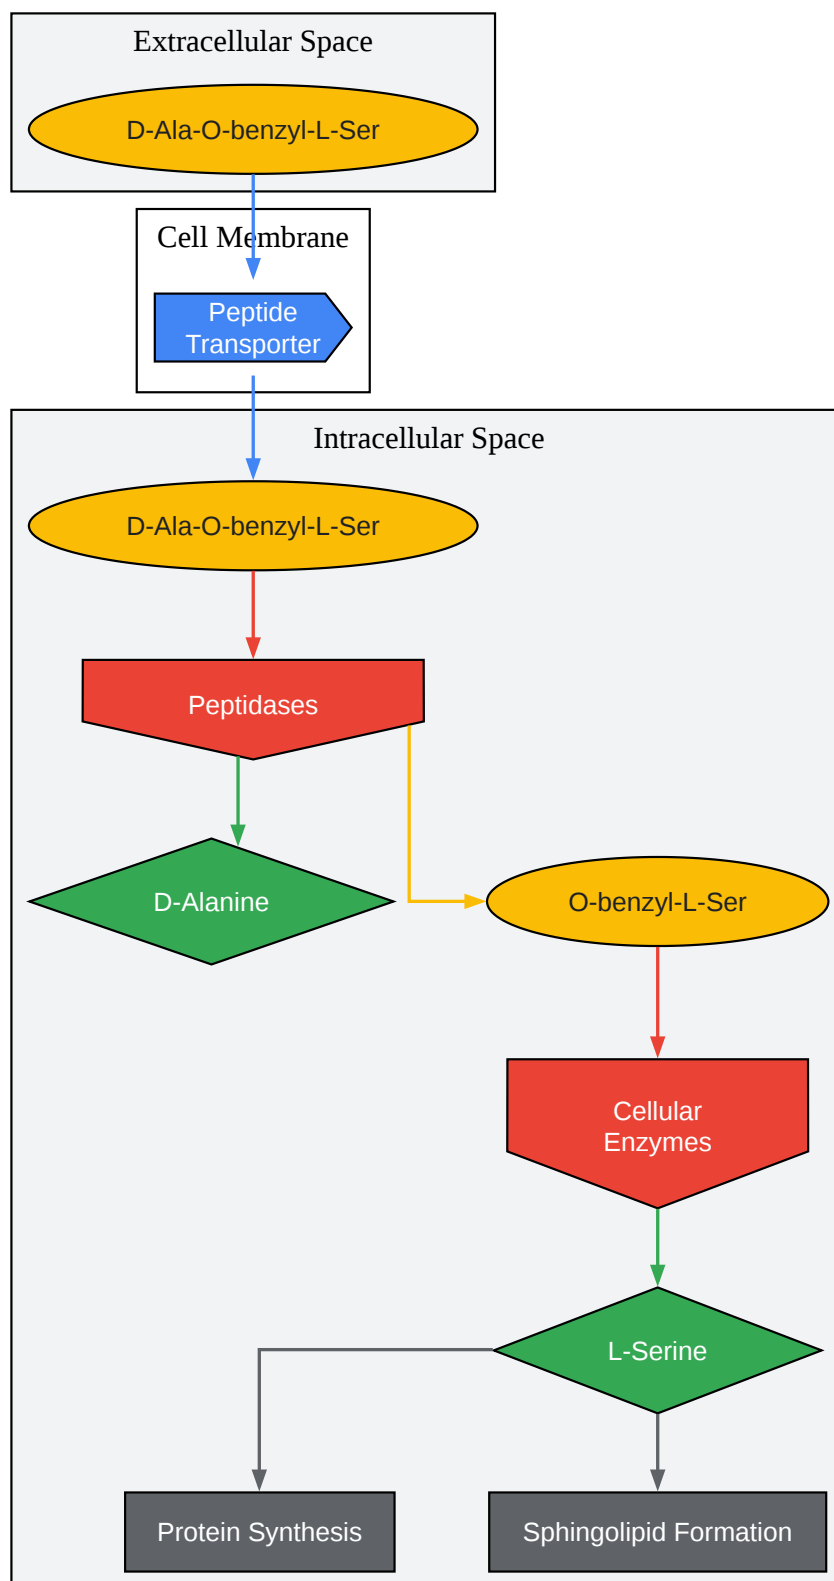 Extracellular Space
D-Ala-O-benzyl-L-Ser
Cell Membrane
Peptide
Transporter
Intracellular Space
D-Ala-O-benzyl-L-Ser
Peptidases
D-Alanine
O-benzyl-L-Ser
Cellular
Enzymes
L-Serine
Protein Synthesis
Sphingolipid Formation